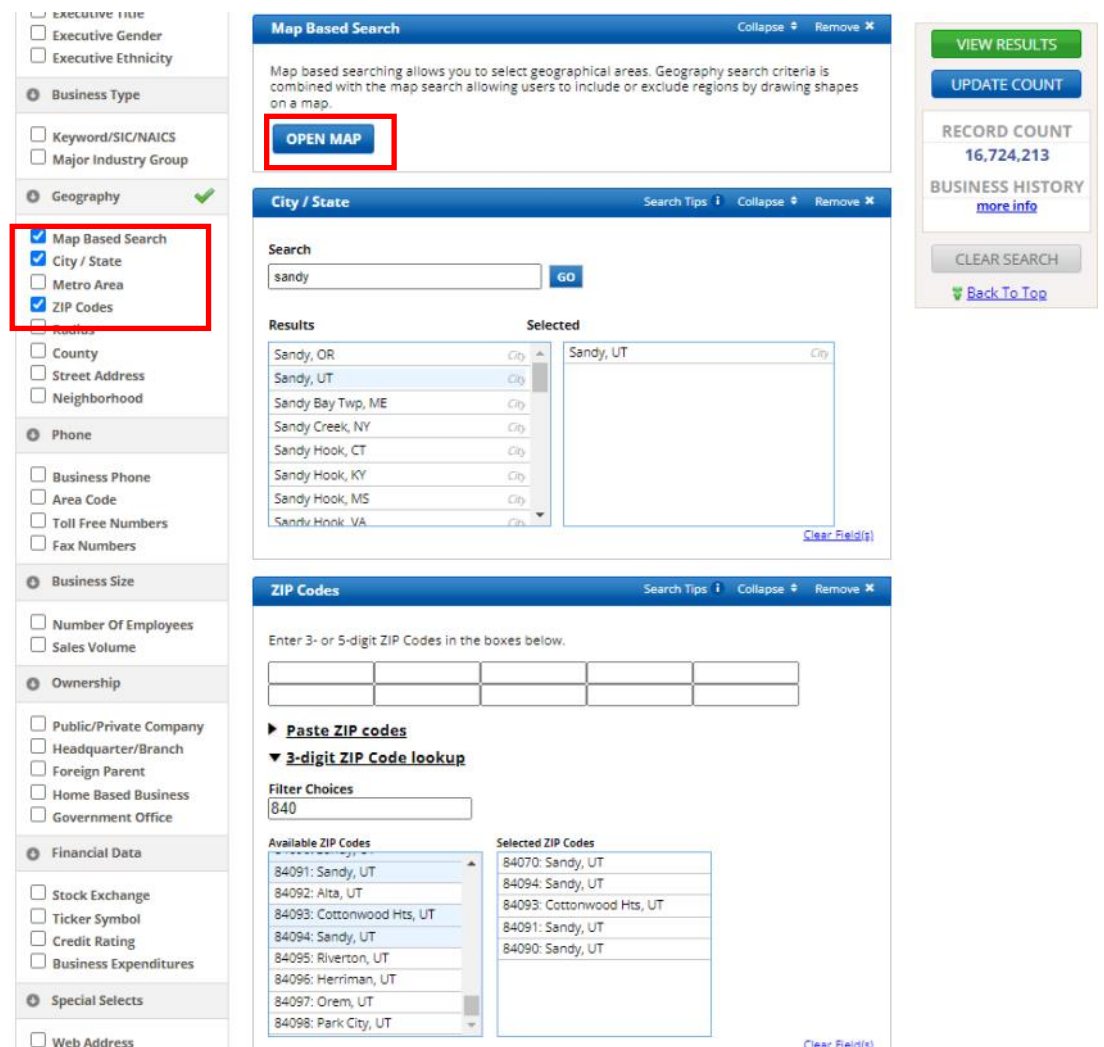 Executive Title
Executive Gender
Executive Ethnicity
Business Type
Keyword/SIC/NAICS
Major Industry Group
Geography
Map Based Search
City / State
Metro Area
ZIP Codes
Radius
County
Street Address
Neighborhood
Phone
Business Phone
Area Code
Toll Free Numbers
Fax Numbers
Business Size
Number Of Employees
Sales Volume
Ownership
Public/Private Company
Headquarter/Branch
Foreign Parent
Home Based Business
Government Office
Financial Data
Stock Exchange
Ticker Symbol
Credit Rating
Business Expenditures
Special Selects
Web Address
Map Based Search Collapse Remove
Map based searching allows you to select geographical areas. Geography search criteria is
combined with the map search allowing users to include or exclude regions by drawing shapes
on a map.
OPEN MAP
City / State Search Tips i Collapse Remove
Search
sandy GO
Results Selected
Sandy, OR City
Sandy, UT City
Sandy Bay Twp, ME City
Sandy Creek, NY City
Sandy Hook, CT City
Sandy Hook, KY City
Sandy Hook, MS City
Sandy Hook, VA City
Sandy, UT City
Clear Field(s)
ZIP Codes Search Tips i Collapse Remove
Enter 3- or 5-digit ZIP Codes in the boxes below.
Paste ZIP codes
3-digit ZIP Code lookup
Filter Choices
840
Available ZIP Codes
84091: Sandy, UT
84092: Alta, UT
84093: Cottonwood Hts, UT
84094: Sandy, UT
84095: Riverton, UT
84096: Herriman, UT
84097: Orem, UT
84098: Park City, UT
Selected ZIP Codes
84070: Sandy, UT
84094: Sandy, UT
84093: Cottonwood Hts, UT
84091: Sandy, UT
84090: Sandy, UT
Clear Field(s)
VIEW RESULTS
UPDATE COUNT
RECORD COUNT
16,724,213
BUSINESS HISTORY
more info
CLEAR SEARCH
Back To Top